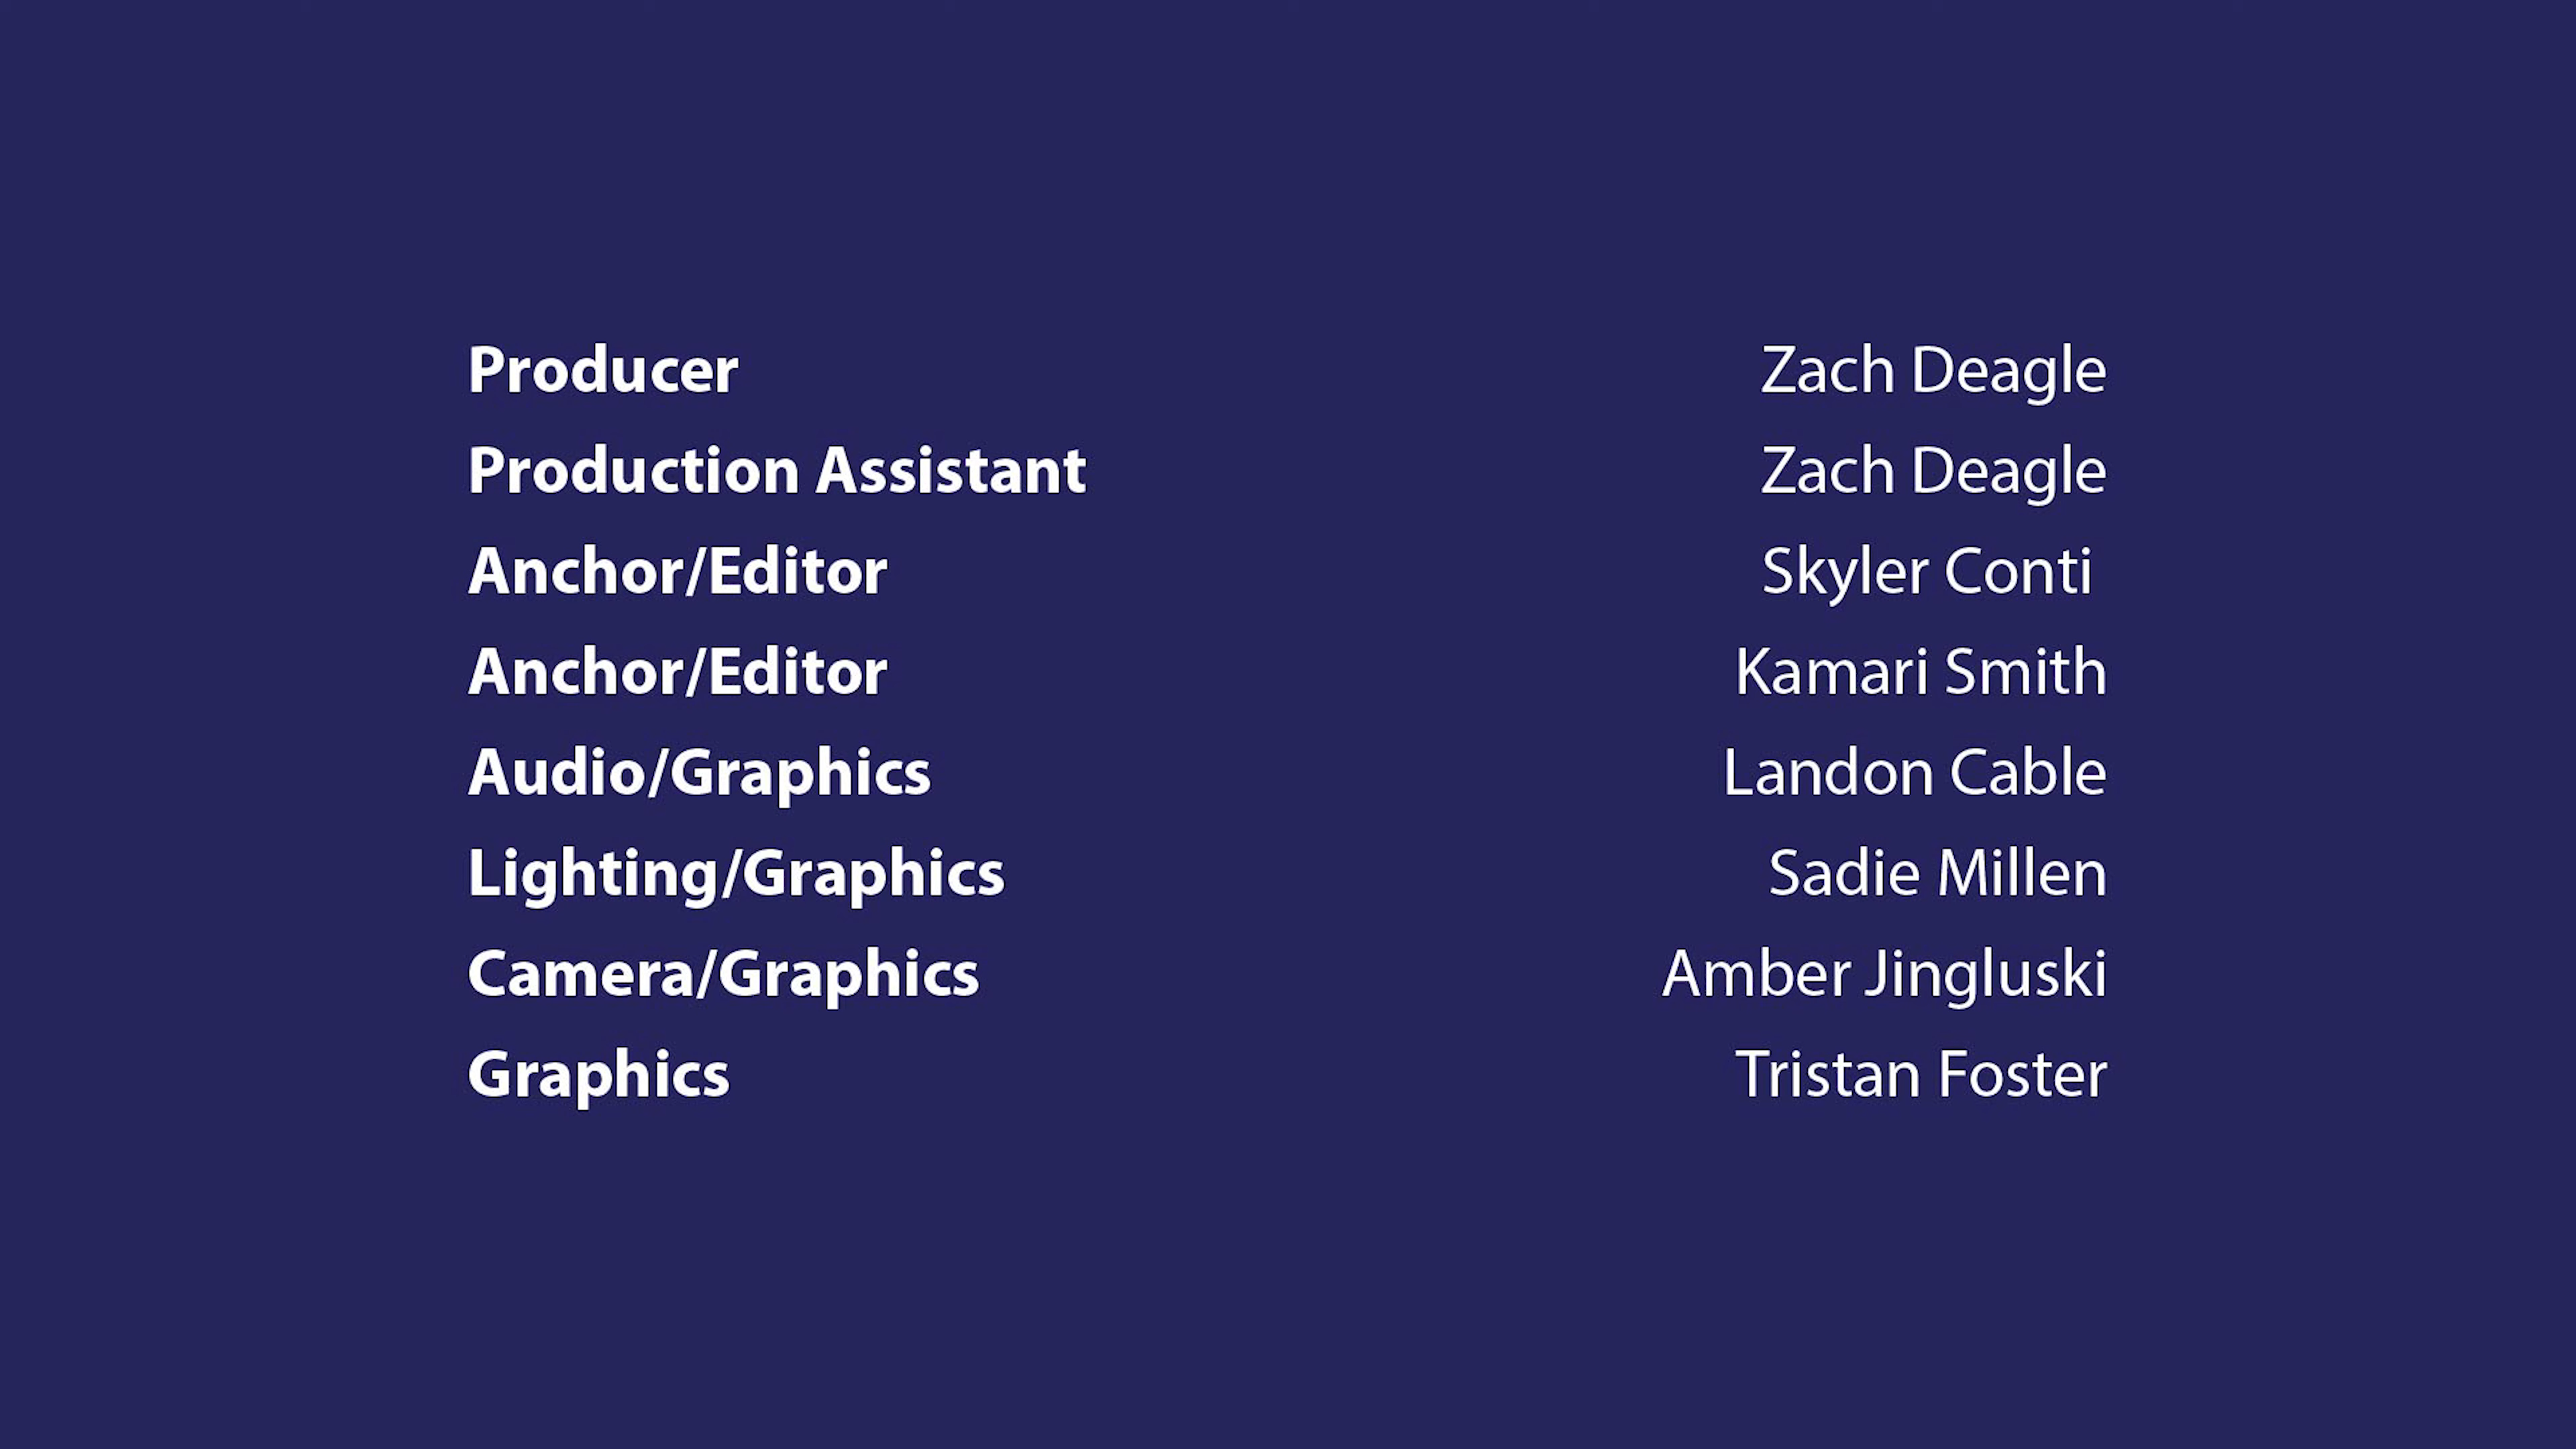 Producer Zach Deagle
Production Assistant Zach Deagle
Anchor/Editor Skyler Conti
Anchor/Editor Kamari Smith
Audio/Graphics Landon Cable
Lighting/Graphics Sadie Millen
Camera/Graphics Amber Jingluski
Graphics Tristan Foster